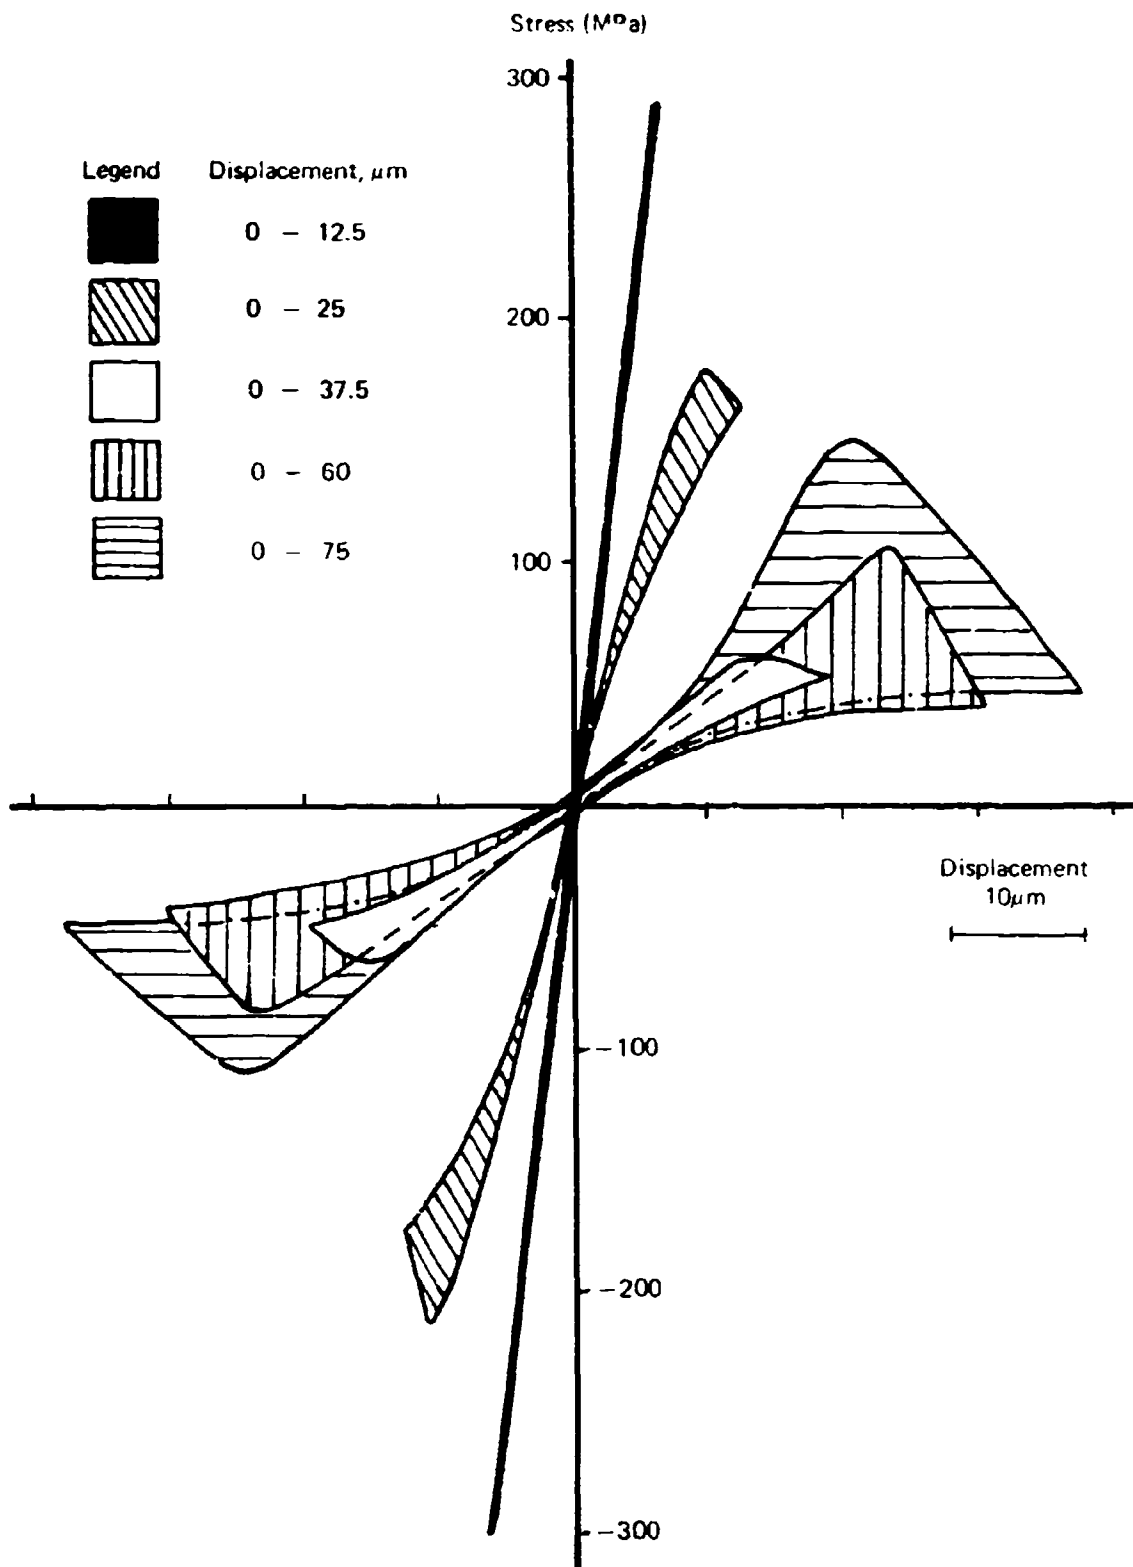 Stress (MPa)
300
Legend Displacement, μm
0 – 12.5
200
0 – 25
0 – 37.5
0 – 60
0 – 75
100
Displacement
10μm
–100
–200
–300